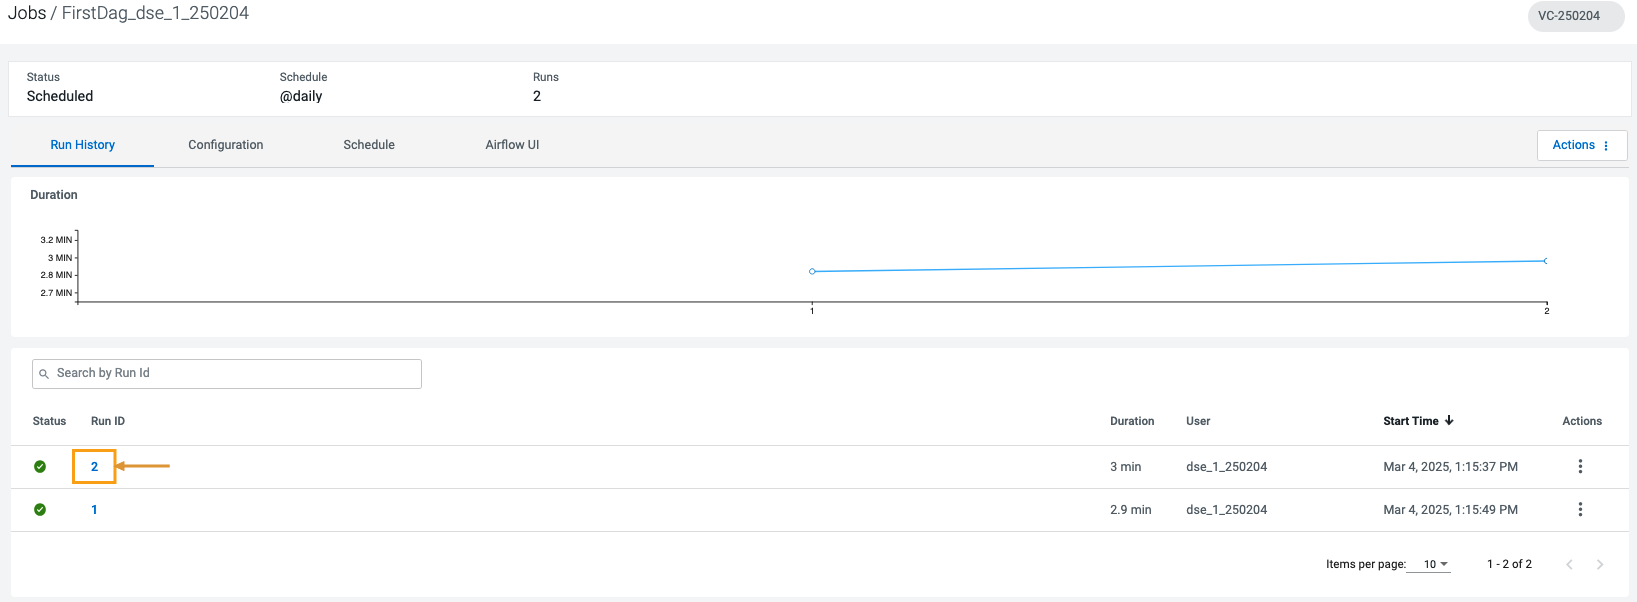 Jobs / FirstDag_dse_1_250204
VC-250204
Status Schedule Runs
Scheduled @daily 2
Run History Configuration Schedule Airflow UI Actions
Duration
3.2 MIN
3 MIN
2.8 MIN
2.7 MIN
1 2
Search by Run Id
Status Run ID Duration User Start Time Actions
2 3 min dse_1_250204 Mar 4, 2025, 1:15:37 PM
1 2.9 min dse_1_250204 Mar 4, 2025, 1:15:49 PM
Items per page: 10 1 - 2 of 2